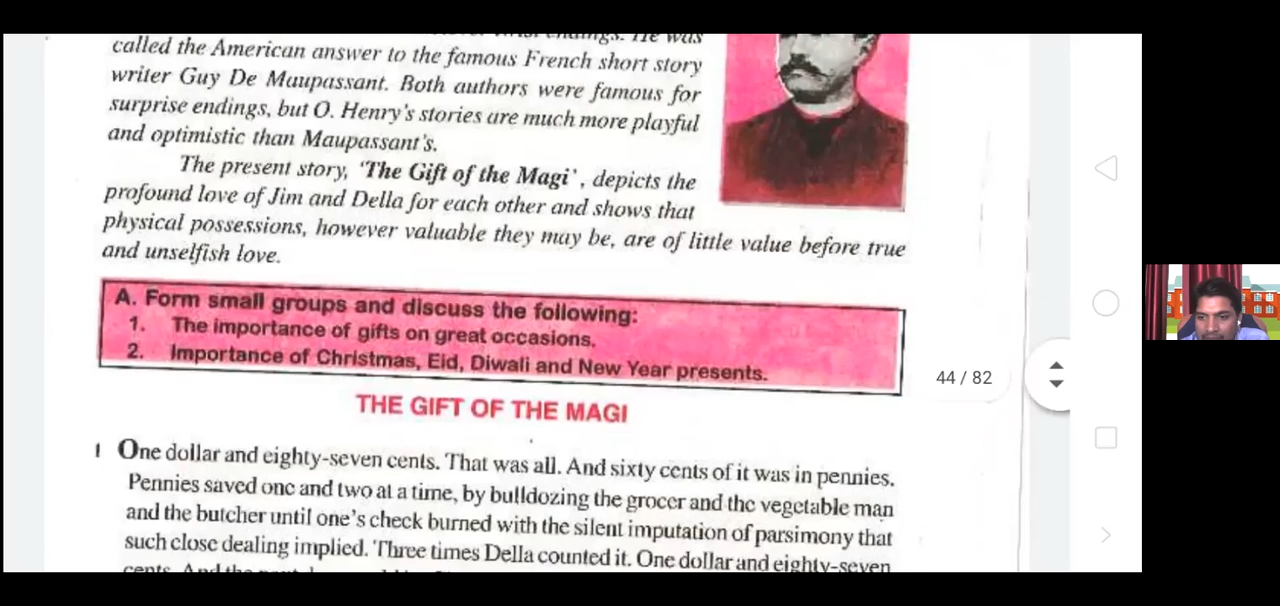 endings. He was
called the American answer to the famous French short story
writer Guy De Maupassant. Both authors were famous for
surprise endings, but O. Henry's stories are much more playful
and optimistic than Maupassant's.
The present story, 'The Gift of the Magi', depicts the
profound love of Jim and Della for each other and shows that
physical possessions, however valuable they may be, are of little value before true
and unselfish love.
A. Form small groups and discuss the following:
1. The importance of gifts on great occasions.
2. Importance of Christmas, Eid, Diwali and New Year presents.
44 / 82
THE GIFT OF THE MAGI
1 One dollar and eighty-seven cents. That was all. And sixty cents of it was in pennies.
Pennies saved one and two at a time, by bulldozing the grocer and the vegetable man
and the butcher until one's check burned with the silent imputation of parsimony that
such close dealing implied. Three times Della counted it. One dollar and eighty-seven
cents. And the